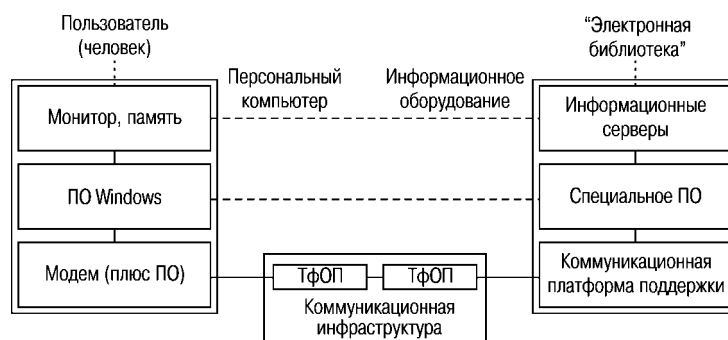 Пользователь
(человек)
“Электронная
библиотека”
Персональный
компьютер
Информационное
оборудование
Монитор, память
Информационные
серверы
ПО Windows
Специальное ПО
Модем (плюс ПО)
ТфОП
ТфОП
Коммуникационная
платформа поддержки
Коммуникационная
инфраструктура